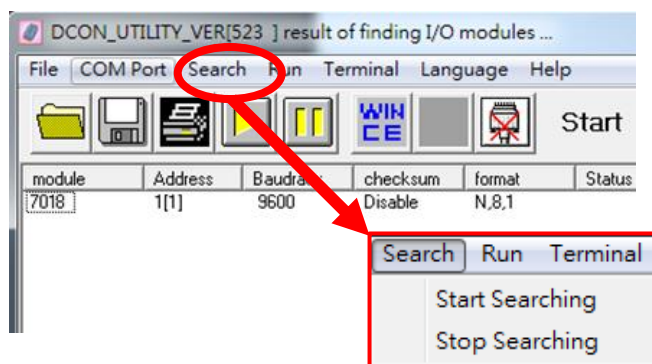 DCON_UTILITY_VER[523 ] result of finding I/O modules ...
File COM Port Search Run Terminal Language Help
WIN CE Start
module Address Baudrate checksum format Status
7018 1[1] 9600 Disable N,8,1
Search Run Terminal
Start Searching
Stop Searching